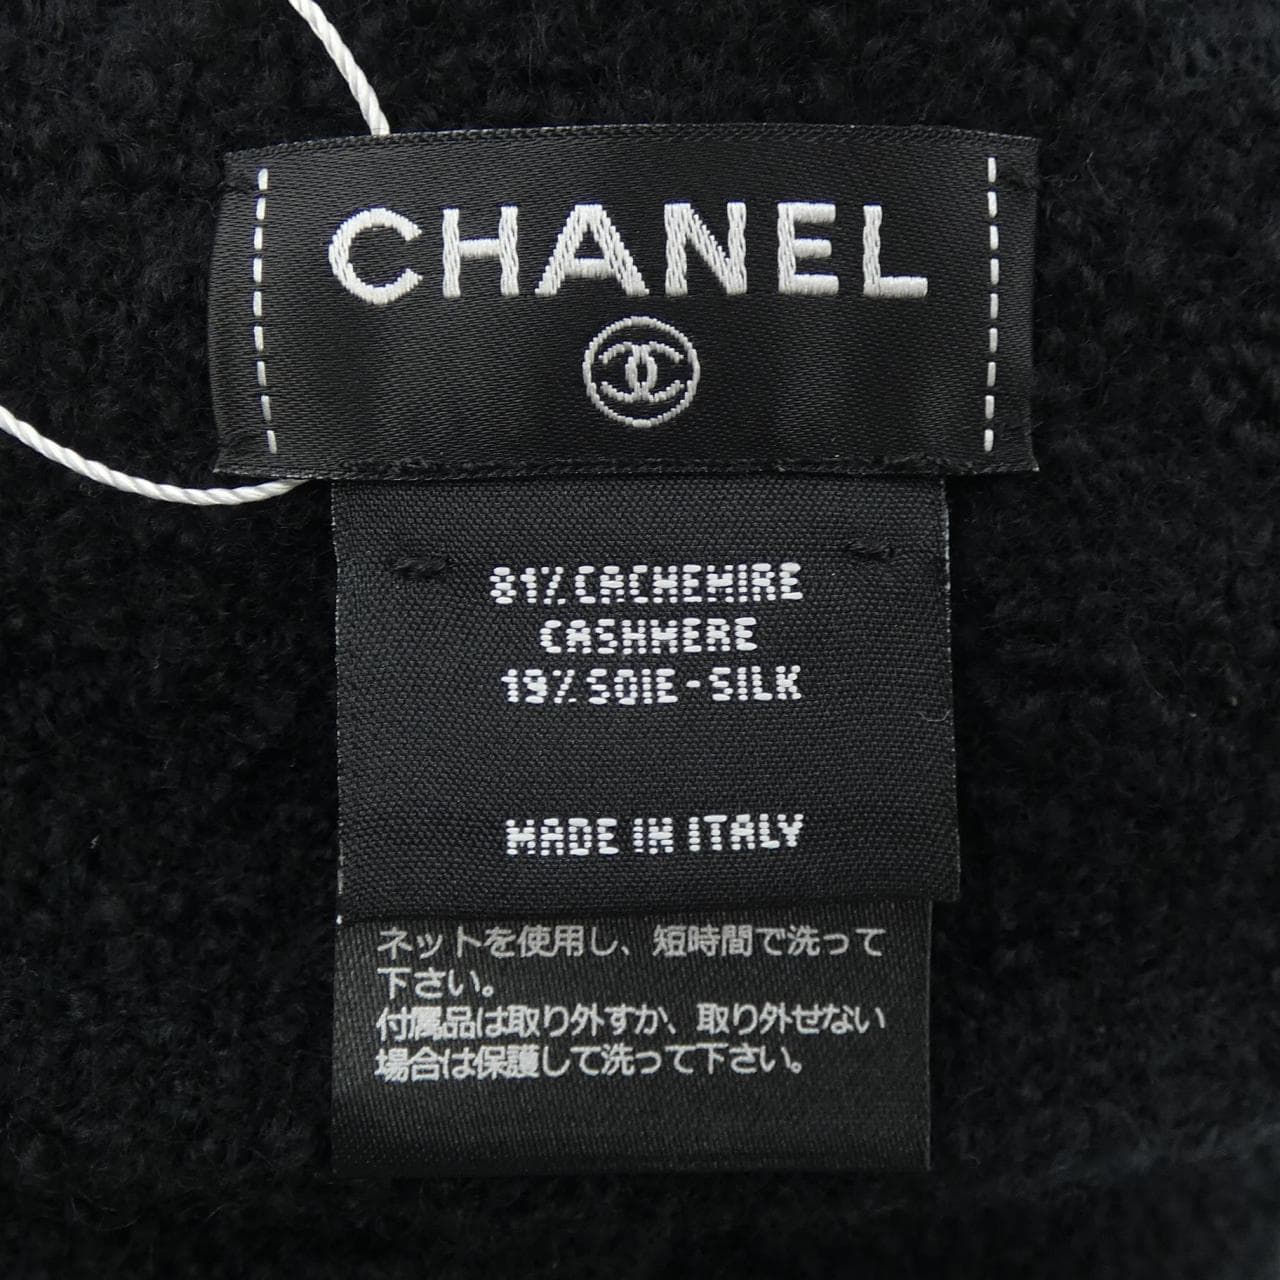 CHANEL
81% CACHEMIRE
CASHMERE
19% SOIE-SILK
MADE IN ITALY
ネットを使用し、短時間で洗って
下さい。
付属品は取り外すか、取り外せない
場合は保護して洗って下さい。